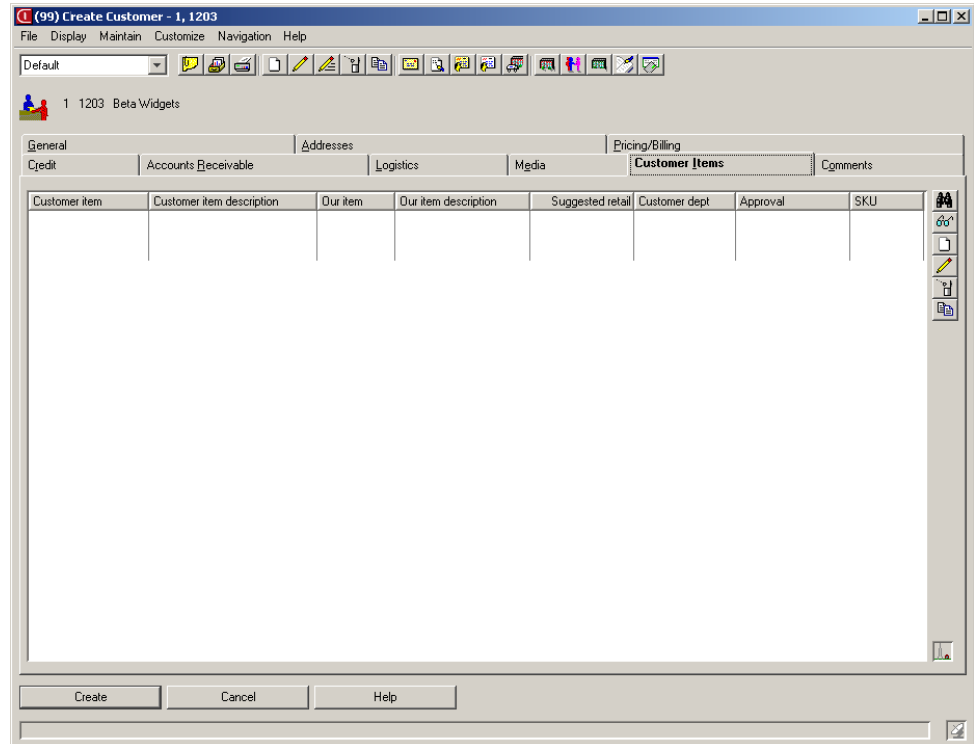 (99) Create Customer - 1, 1203
File Display Maintain Customize Navigation Help
Default
1 1203 Beta Widgets
General Addresses Pricing/Billing
Credit Accounts Receivable Logistics Media Customer Items Comments
Customer item Customer item description Our item Our item description Suggested retail Customer dept Approval SKU
Create Cancel Help